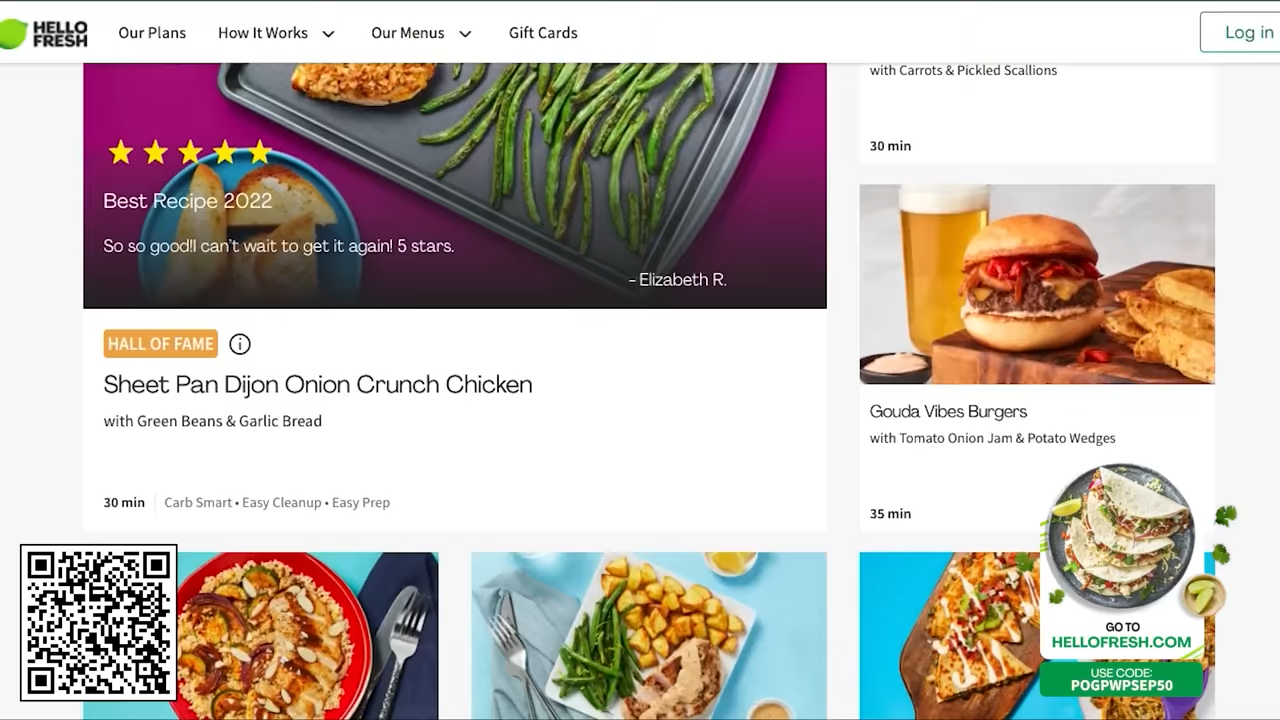 HELLO
FRESH
Our Plans
How It Works
Our Menus
Gift Cards
Log in
with Carrots & Pickled Scallions
30 min
Best Recipe 2022
So so good!I can't wait to get it again! 5 stars.
- Elizabeth R.
HALL OF FAME
Sheet Pan Dijon Onion Crunch Chicken
with Green Beans & Garlic Bread
30 min
Carb Smart • Easy Cleanup • Easy Prep
Gouda Vibes Burgers
with Tomato Onion Jam & Potato Wedges
35 min
GO TO
HELLOFRESH.COM
USE CODE:
POGPWPSEP50